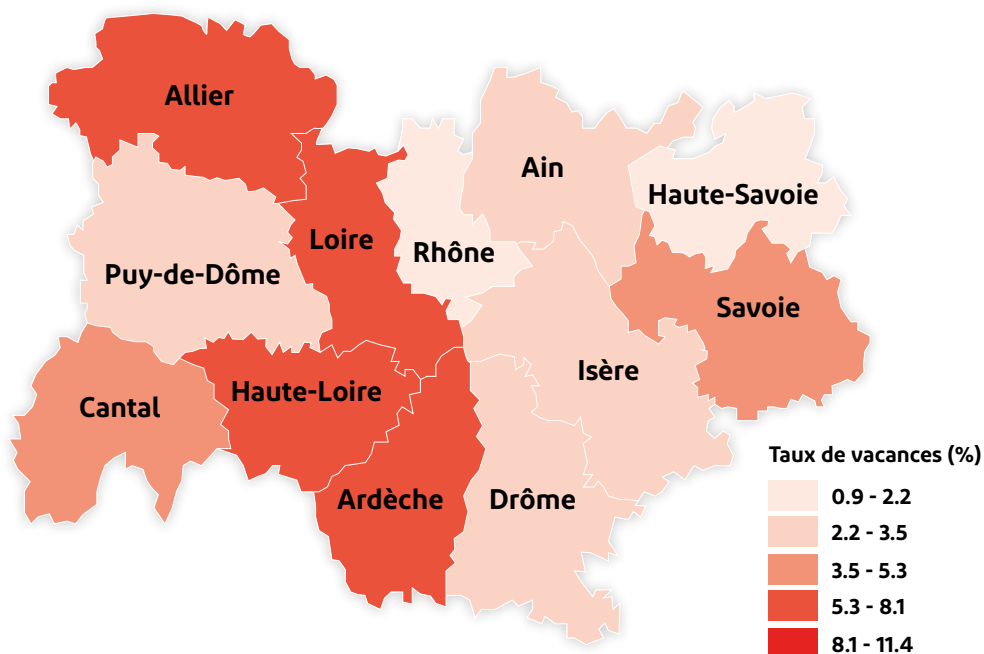 Allier
Ain
Haute-Savoie
Loire
Rhône
Puy-de-Dôme
Savoie
Isère
Haute-Loire
Cantal
Ardèche
Drôme
Taux de vacances (%)
0.9 - 2.2
2.2 - 3.5
3.5 - 5.3
5.3 - 8.1
8.1 - 11.4